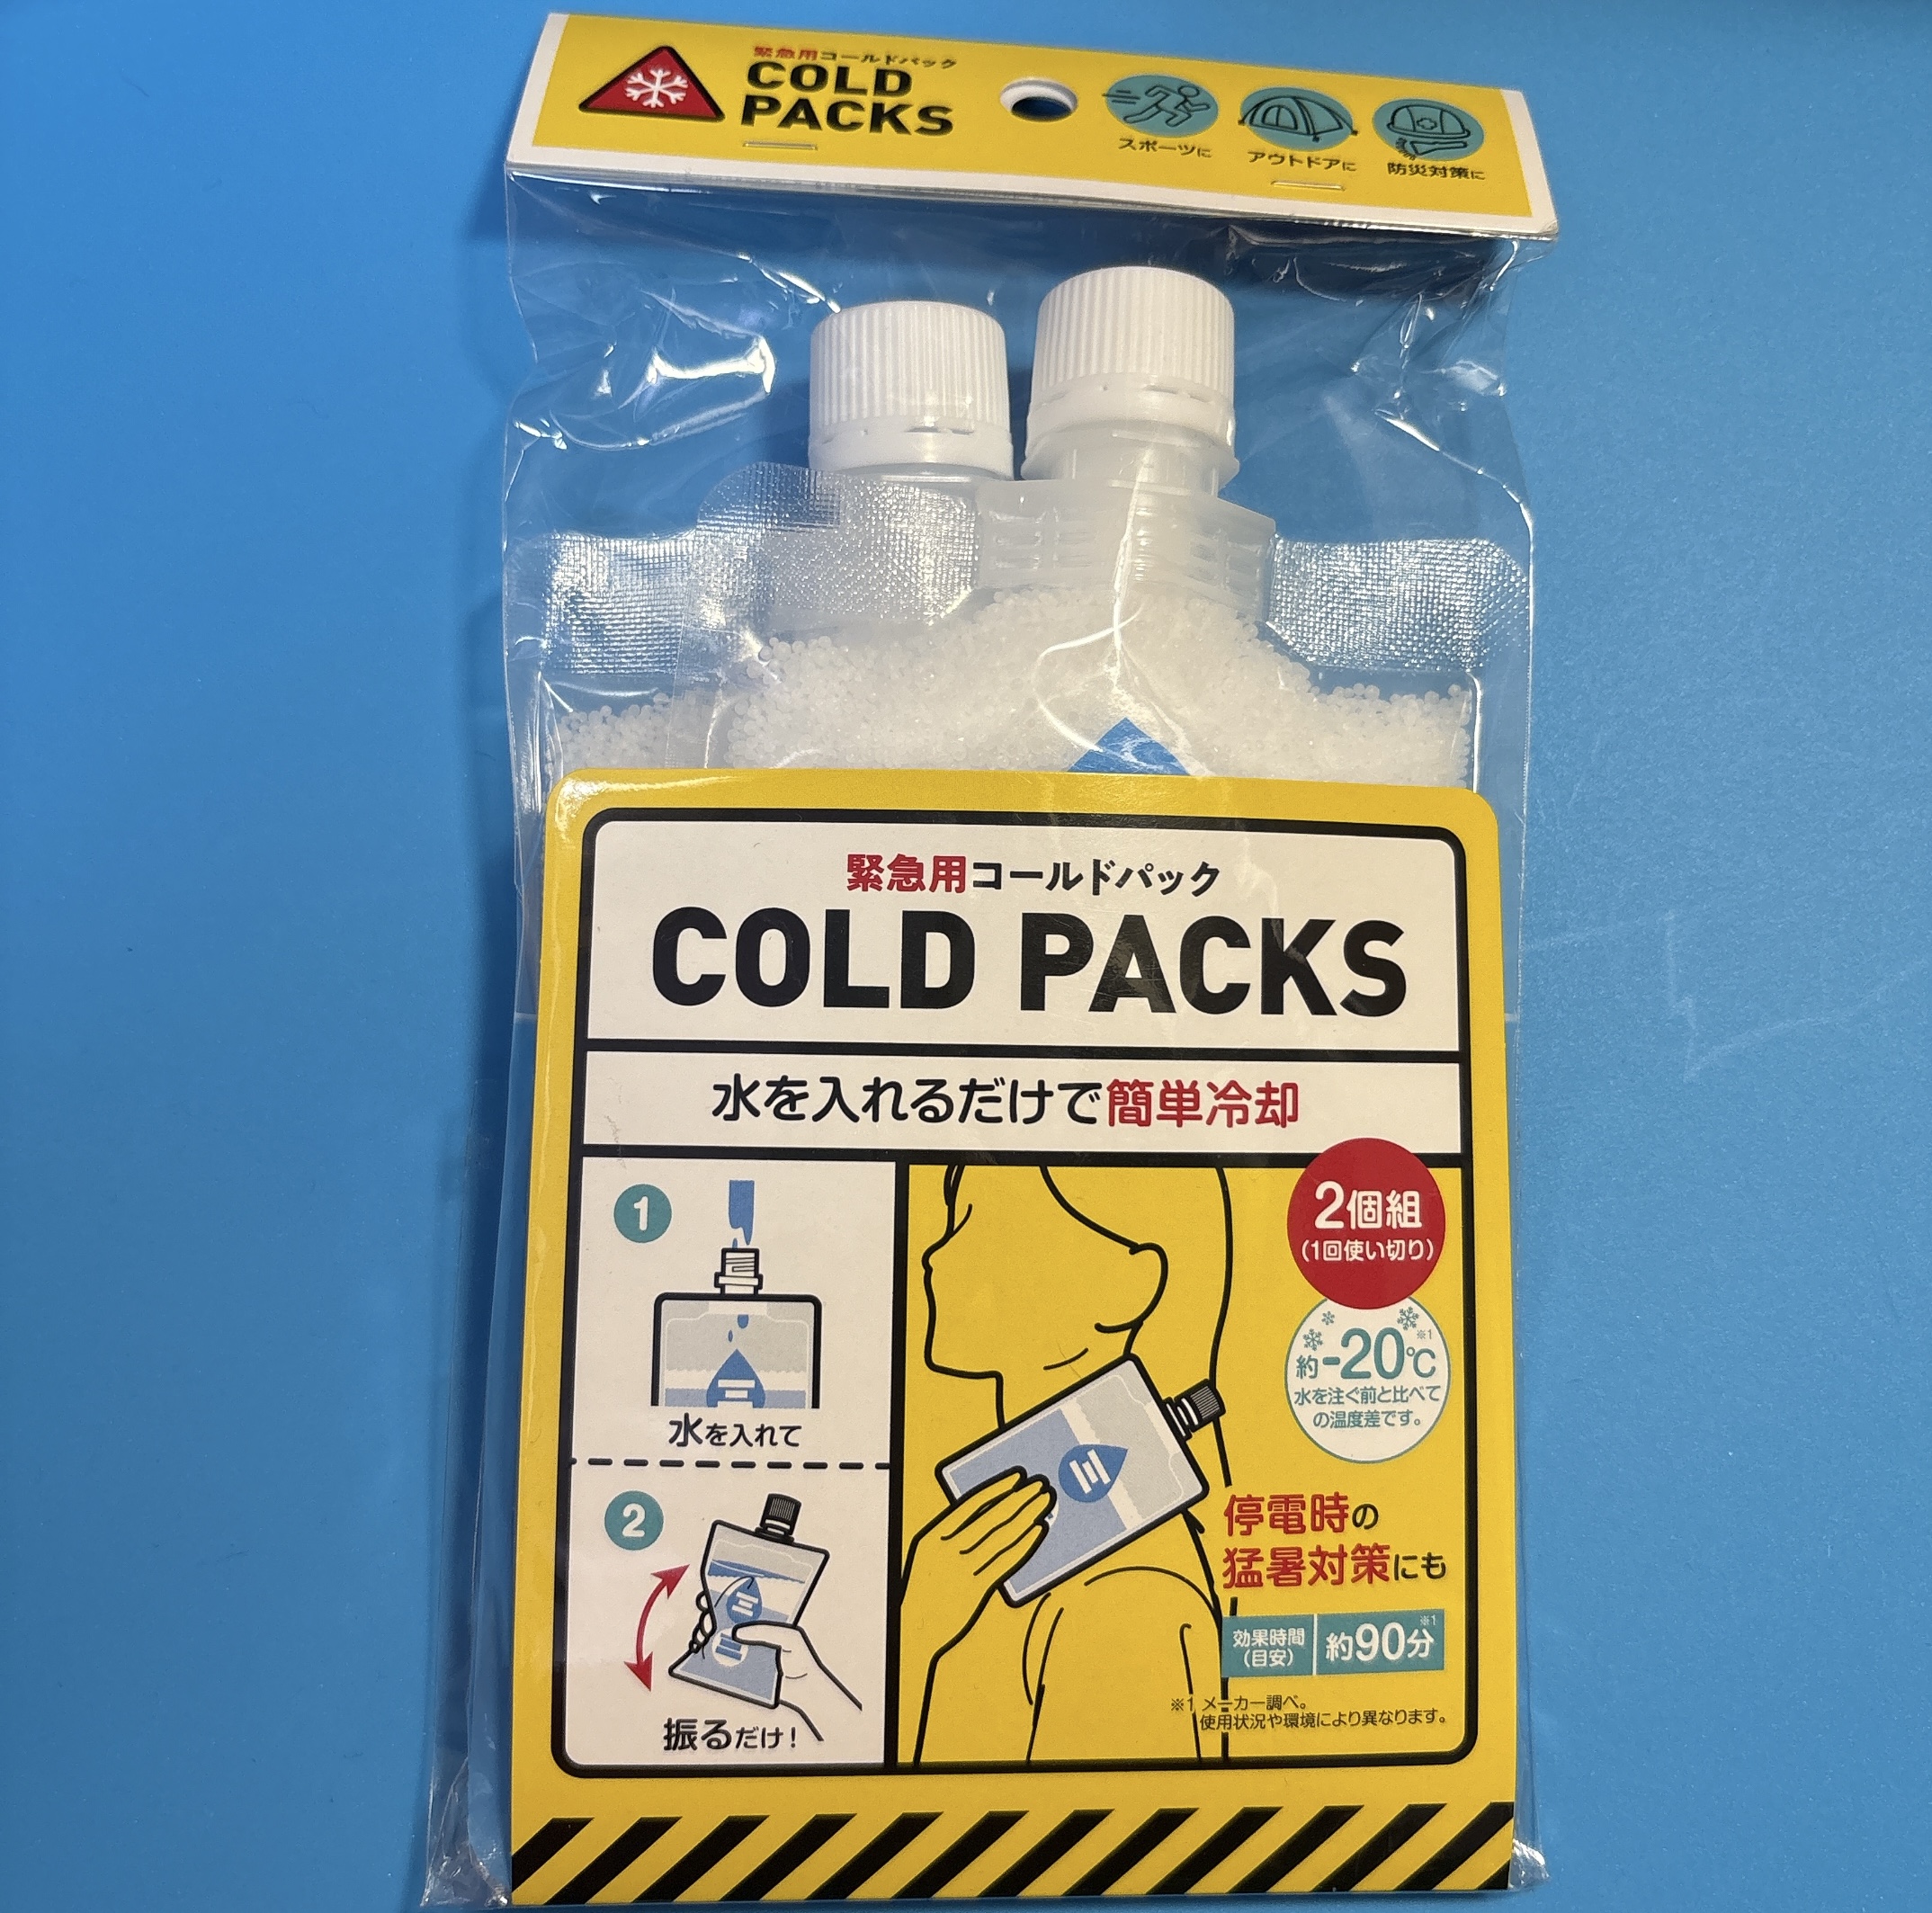 緊急用コールドパック
COLD
PACKS
スポーツに
アウトドアに
防災対策に
緊急用コールドパック
COLD PACKS
水を入れるだけで簡単冷却
1
水を入れて
2
振るだけ！
2個組
（1回使い切り）
約-20℃※1
水を注ぐ前と比べて
の温度差です。
停電時の
猛暑対策にも
効果時間
（目安）
約90分※1
※1 メーカー調べ。
使用状況や環境により異なります。